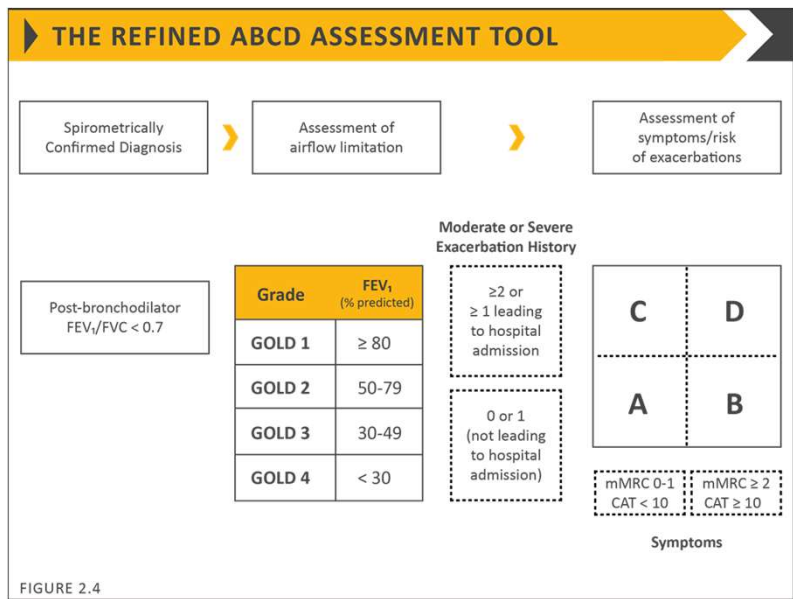 THE REFINED ABCD ASSESSMENT TOOL
Spirometrically
Confirmed Diagnosis
Assessment of
airflow limitation
Assessment of
symptoms/risk
of exacerbations
Post-bronchodilator
FEV₁/FVC < 0.7
Grade FEV₁
(% predicted)
GOLD 1 ≥ 80
GOLD 2 50-79
GOLD 3 30-49
GOLD 4 < 30
Moderate or Severe
Exacerbation History
≥2 or
≥ 1 leading
to hospital
admission
0 or 1
(not leading
to hospital
admission)
C D
A B
mMRC 0-1
CAT < 10
mMRC ≥ 2
CAT ≥ 10
Symptoms
FIGURE 2.4